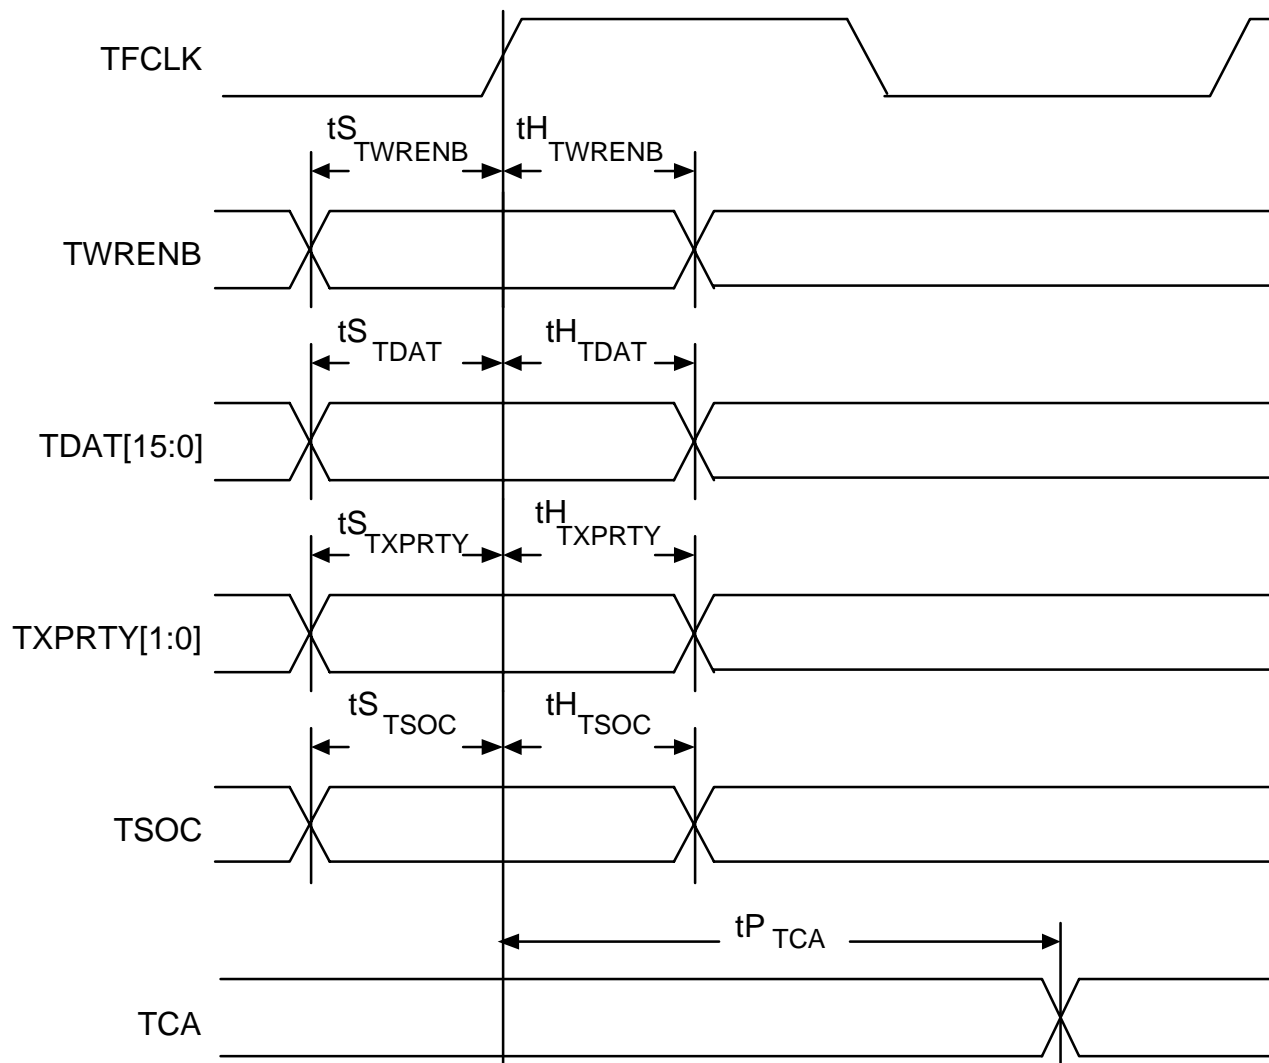 TFCLK
tS TWRENB
tH TWRENB
TWRENB
tS TDAT
tH TDAT
TDAT[15:0]
tS TXPRTY
tH TXPRTY
TXPRTY[1:0]
tS TSOC
tH TSOC
TSOC
tP TCA
TCA